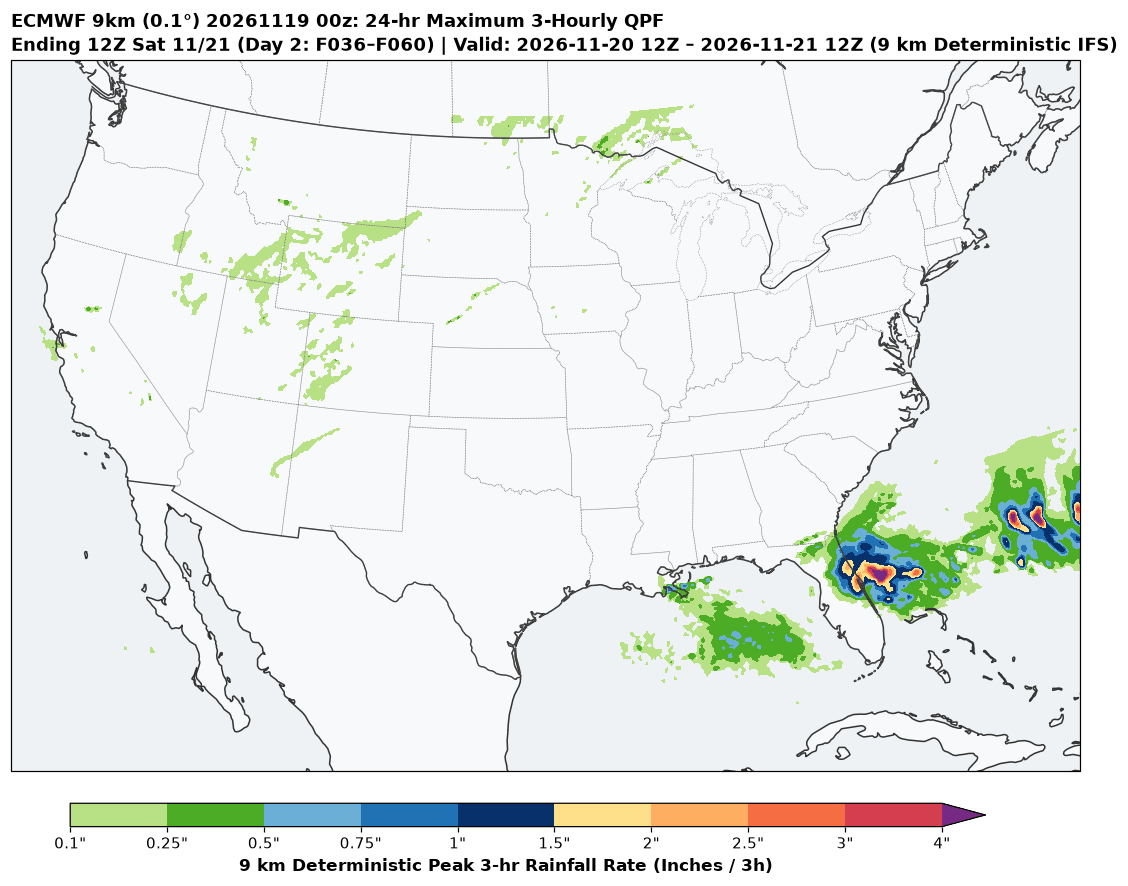 ECMWF 9km (0.1°) 20261119 00z: 24-hr Maximum 3-Hourly QPF
Ending 12Z Sat 11/21 (Day 2: F036–F060) | Valid: 2026-11-20 12Z – 2026-11-21 12Z (9 km Deterministic IFS)
0.1" 0.25" 0.5" 0.75" 1" 1.5" 2" 2.5" 3" 4"
9 km Deterministic Peak 3-hr Rainfall Rate (Inches / 3h)